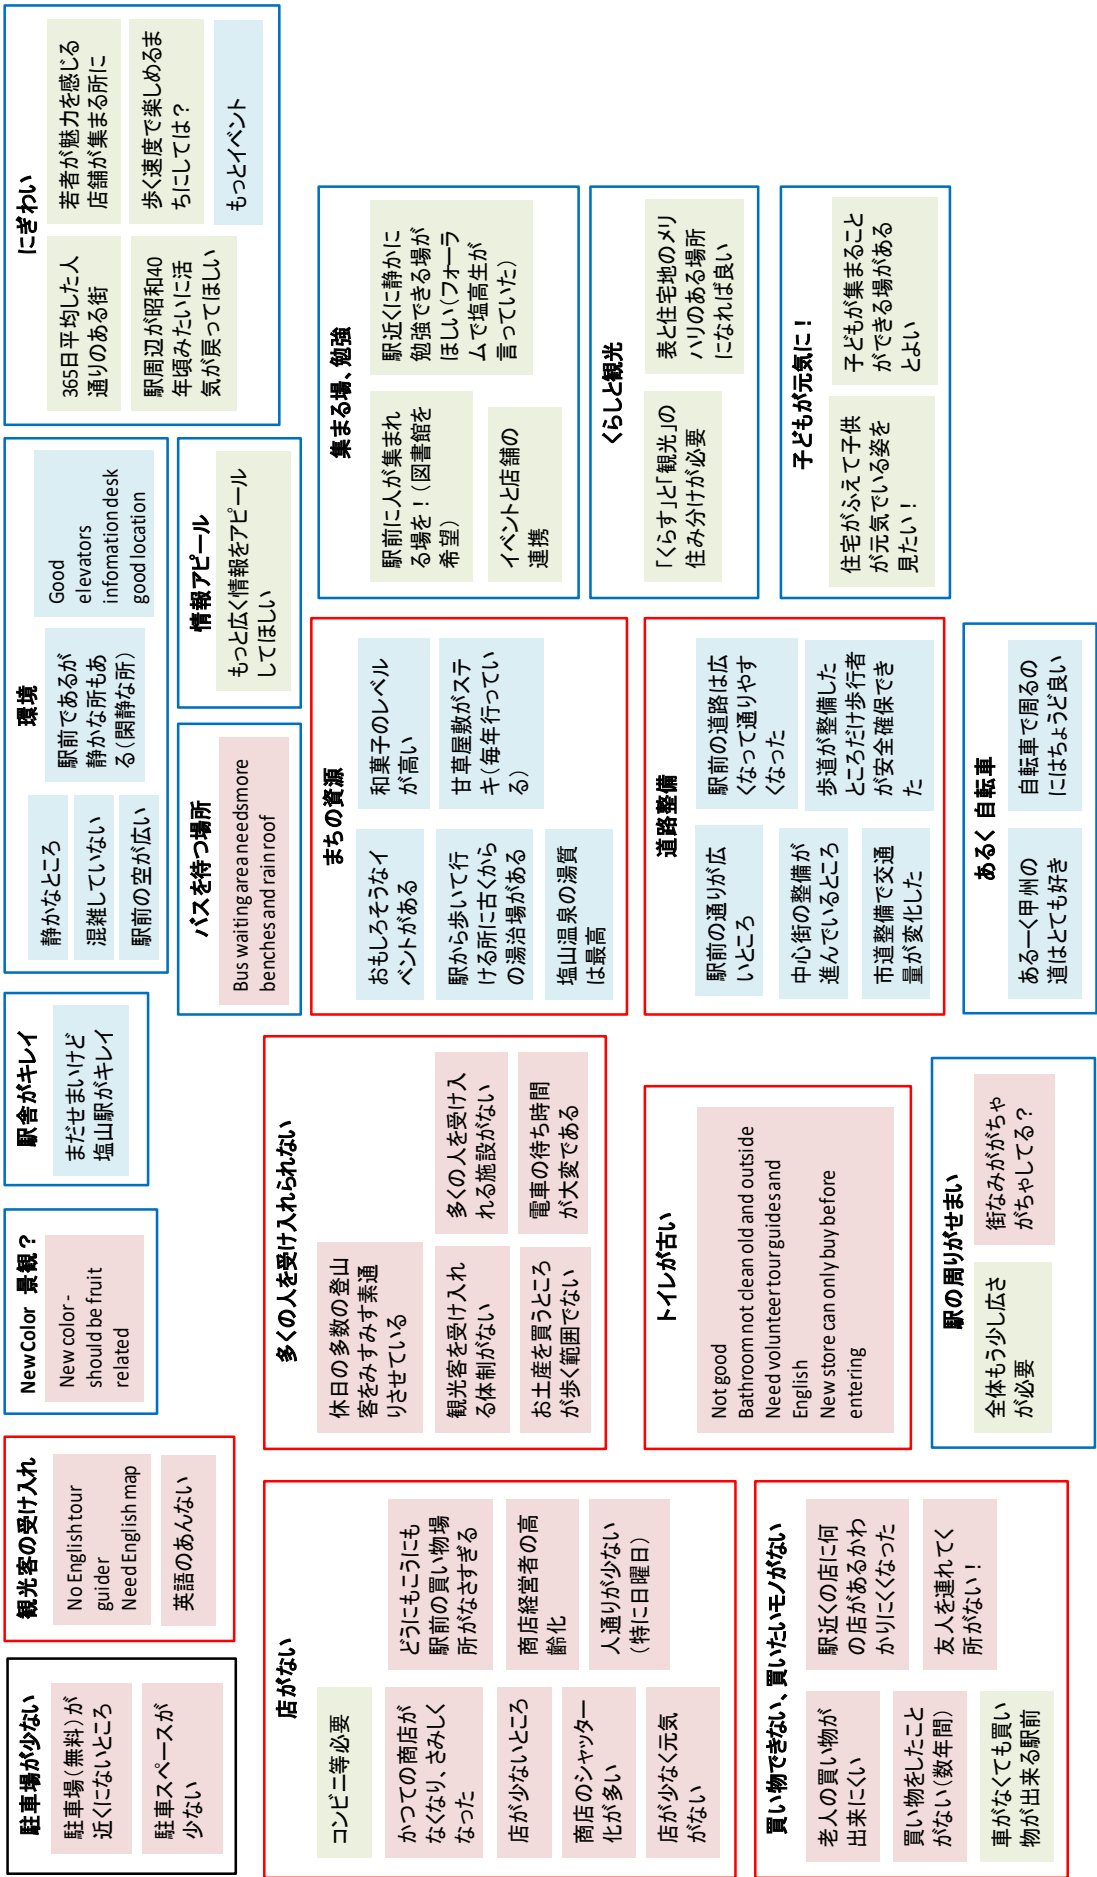 駐車場が少ない
駐車場（無料）が
近くにないところ
駐車スペースが
少ない
観光客の受け入れ
No English tour
guider
Need English map
英語のあんない
New Color 景観？
New color-
should be fruit
related
駅舎がキレイ
まだせまいけど
塩山駅がキレイ
環境
静かなところ
混雑していない
駅前の空が広い
駅前であるが
静かな所もあ
る（閑静な所）
Good
elevators
infomation desk
good location
にぎわい
365日平均した人
通りのある街
駅周辺が昭和40
年頃みたいに活
気が戻ってほしい
若者が魅力を感じる
店舗が集まる所に
歩く速度で楽しめるま
ちにしては？
もっとイベント
バスを待つ場所
Bus waiting area needs more
benches and rain roof
情報アピール
もっと広く情報をアピール
してほしい
店がない
コンビニ等必要
かつての商店が
なくなり、さみしく
なった
店が少ないところ
商店のシャッター
化が多い
店が少なく元気
がない
どうにもこうにも
駅前の買い物場
所がなさすぎる
商店経営者の高
齢化
人通りが少ない
（特に日曜日）
多くの人を受け入れられない
休日の多数の登山
客をみすみす素通
りさせている
観光客を受け入れ
る体制がない
お土産を買うところ
が歩く範囲でない
多くの人を受け入
れる施設がない
電車の待ち時間
が大変である
まちの資源
おもしろそうなイ
ベントがある
駅から歩いて行
ける所に古くから
の湯治場がある
塩山温泉の湯質
は最高
和菓子のレベル
が高い
甘草屋敷がステ
キ（毎年行ってい
る）
集まる場、勉強
駅前に人が集まれ
る場を！（図書館を
希望）
イベントと店舗の
連携
駅近くに静かに
勉強できる場が
ほしい（フォーラ
ムで塩高生が
言っていた）
くらしと観光
「くらす」と「観光」の
住み分けが必要
表と住宅地のメリ
ハリのある場所
になれば良い
トイレが古い
Not good
Bathroom not clean old and outside
Need volunteer tour guides and
English
New store can only buy before
entering
道路整備
駅前の通りが広
いところ
中心街の整備が
進んでいるところ
市道整備で交通
量が変化した
駅前の道路は広
くなって通りやす
くなった
歩道が整備した
ところだけ歩行者
が安全確保でき
た
買い物できない、買いたいモノがない
老人の買い物が
出来にくい
買い物をしたこと
がない（数年間）
車がなくても買い
物が出来る駅前
駅近くの店に何
の店があるかわ
かりにくくなった
友人を連れてく
所がない！
子どもが元気に！
住宅がふえて子供
が元気でいる姿を
見たい！
子どもが集まること
ができる場がある
とよい
駅の周りがせまい
全体もう少し広さ
が必要
街なみががちゃ
がちゃしてる？
あるく 自転車
あるーく甲州の
道はとても好き
自転車で周るの
にはちょうど良い